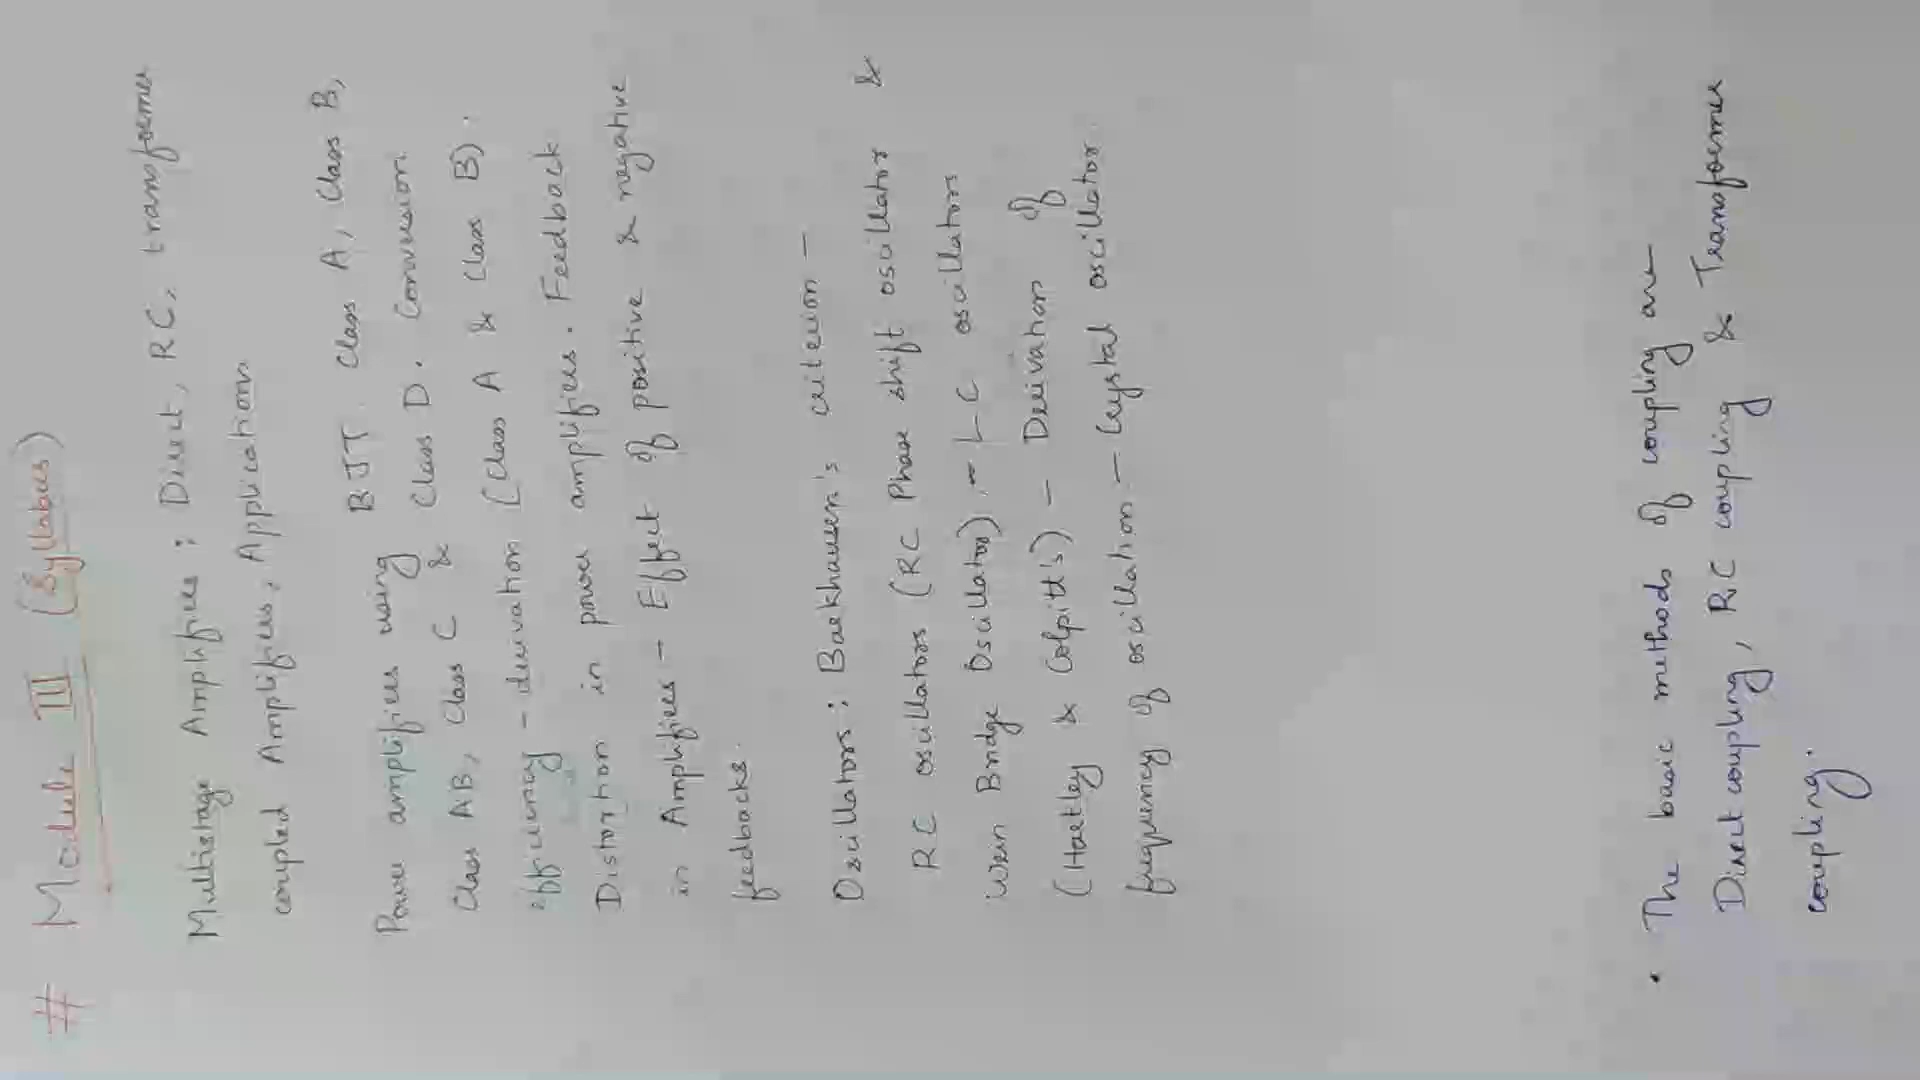 # Module III (Syllabus)
Multistage Amplifiers : Direct, RC, transformer
coupled Amplifiers, Applications
Power amplifiers using BJT. Class A, Class B,
Class AB, Class C & Class D. Conversion
efficiency - derivation [Class A & Class B).
Distortion in power amplifiers. Feedback
in Amplifiers - Effect of positive & negative
feedbacks.
Oscillators : Barkhausen's criterion -
RC oscillators (RC Phase shift oscillator &
Wein Bridge Oscillator), - LC oscillators
(Hartley & Colpitt's) - Derivation of
frequency of oscillation - Crystal oscillator.
• The basic methods of coupling are
Direct coupling, RC coupling & Transformer
coupling.